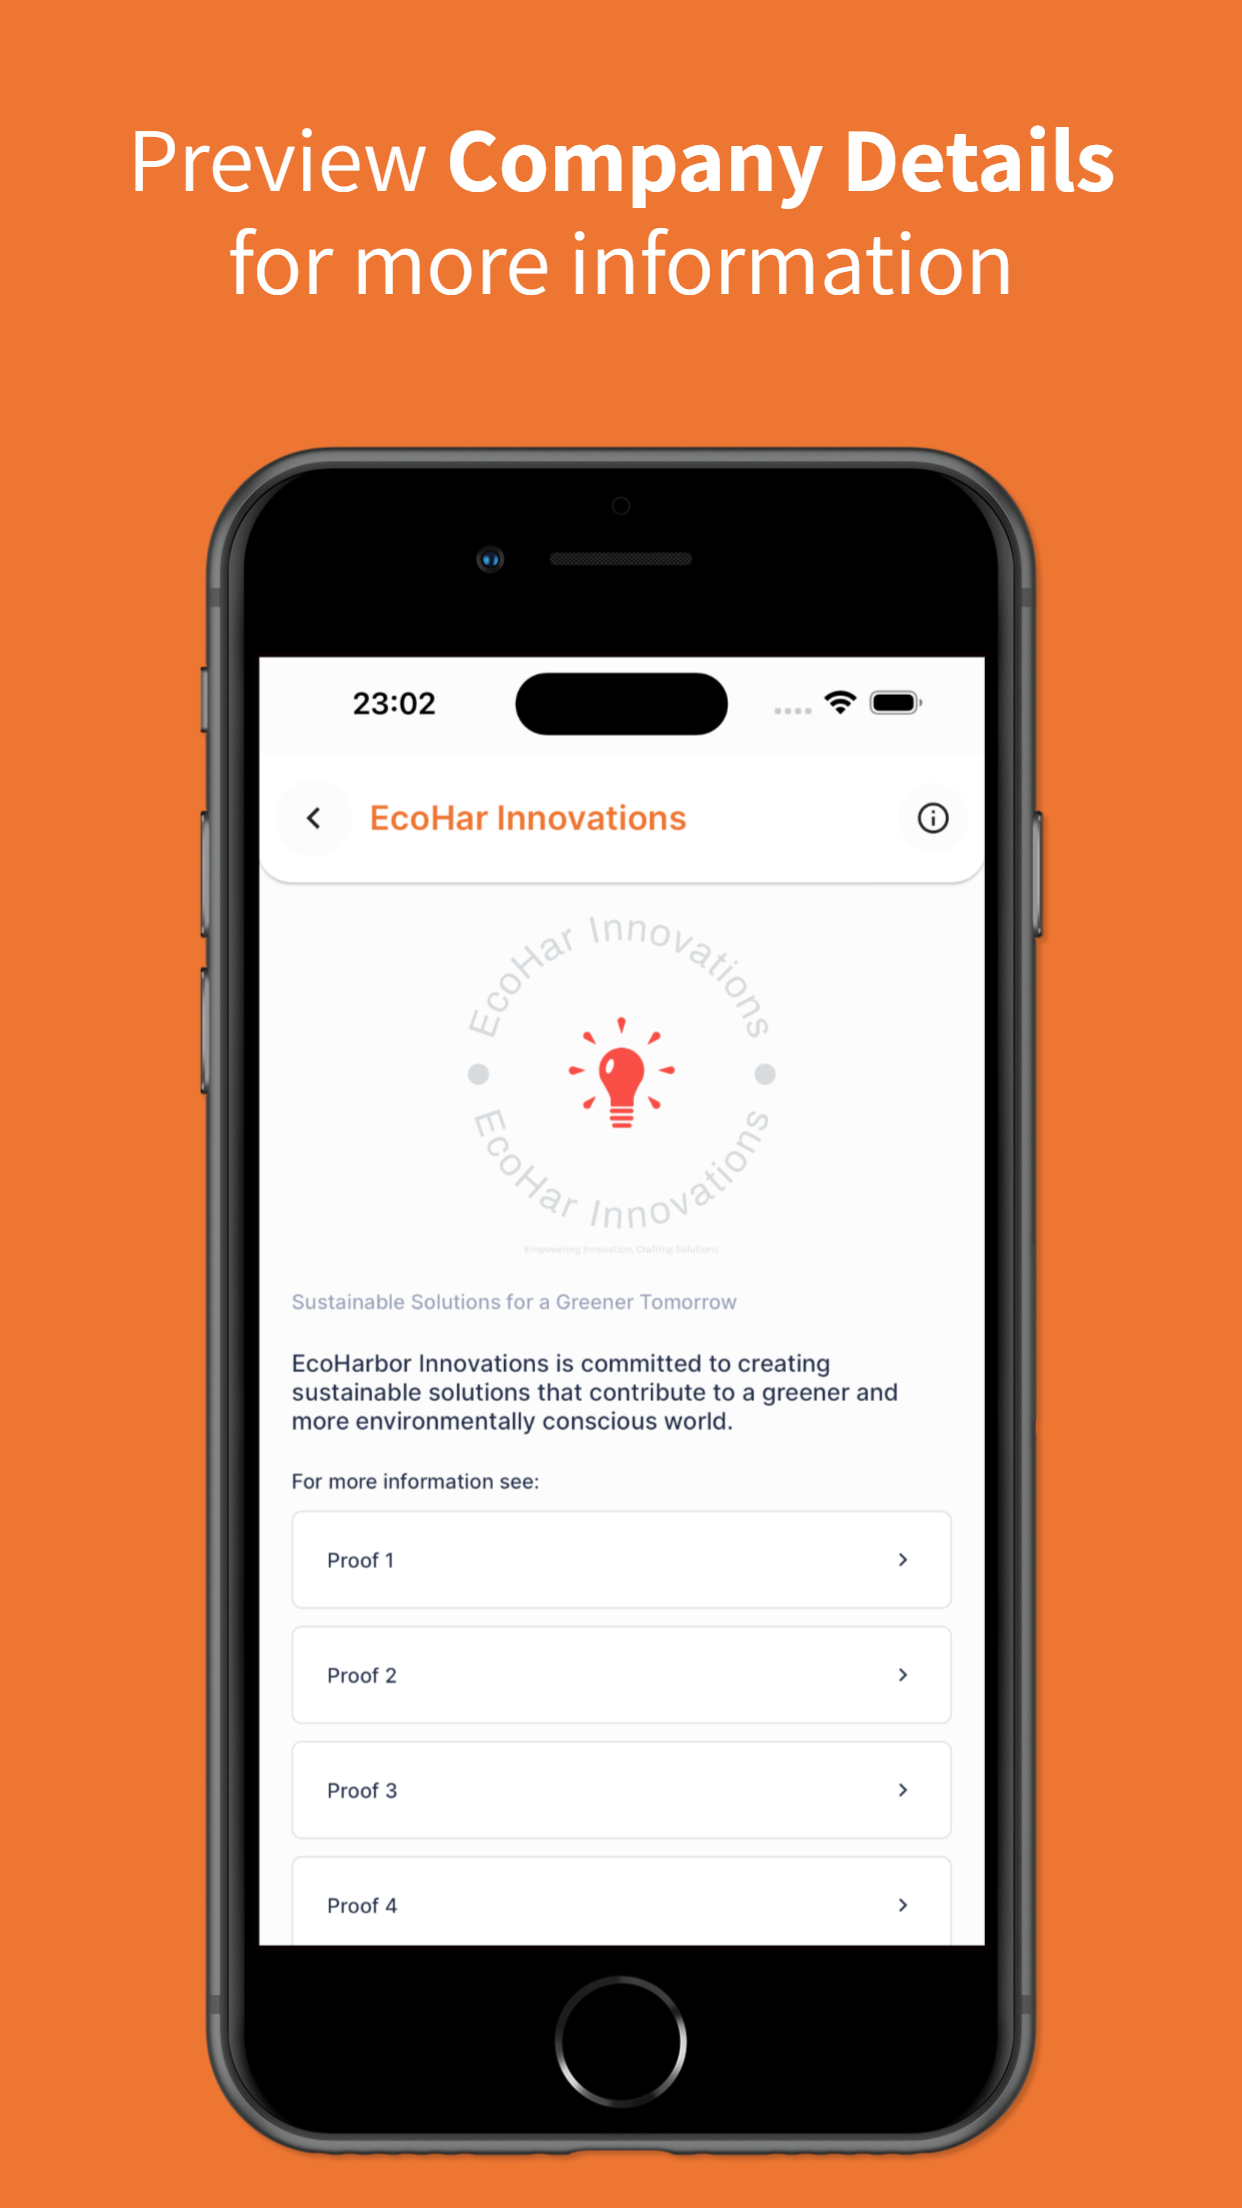 Preview Company Details
for more information
23:02
EcoHar Innovations
EcoHar Innovations
EcoHar Innovations
Empowering Innovation, Crafting Solutions
Sustainable Solutions for a Greener Tomorrow
EcoHarbor Innovations is committed to creating
sustainable solutions that contribute to a greener and
more environmentally conscious world.
For more information see:
Proof 1
Proof 2
Proof 3
Proof 4